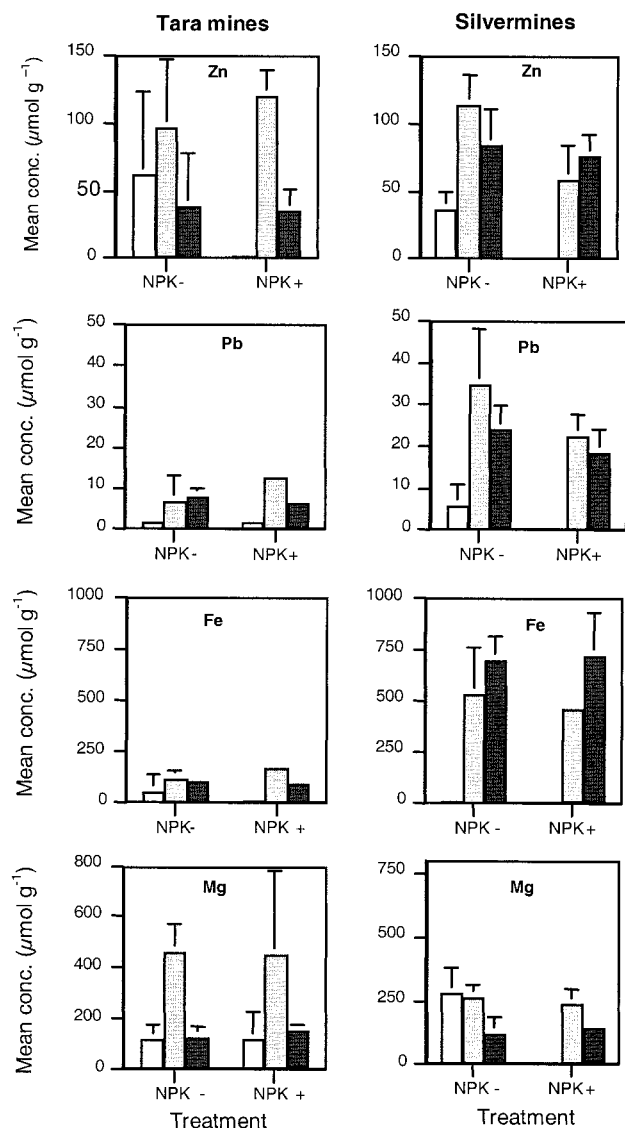 Tara mines
Silvermines
Mean conc. (µmol g⁻¹)
150
100
50
0
Zn
NPK-
NPK+
150
100
50
0
Zn
NPK -
NPK+
Mean conc. (µmol g⁻¹)
50
40
30
20
10
0
Pb
NPK-
NPK+
50
40
30
20
10
0
Pb
NPK -
NPK+
Mean conc. (µmol g⁻¹)
1000
750
500
250
0
Fe
NPK-
NPK +
1000
750
500
250
0
Fe
NPK -
NPK+
Mean conc. (µmol g⁻¹)
800
600
400
200
0
Mg
NPK -
NPK +
Treatment
750
500
250
0
Mg
NPK -
NPK+
Treatment